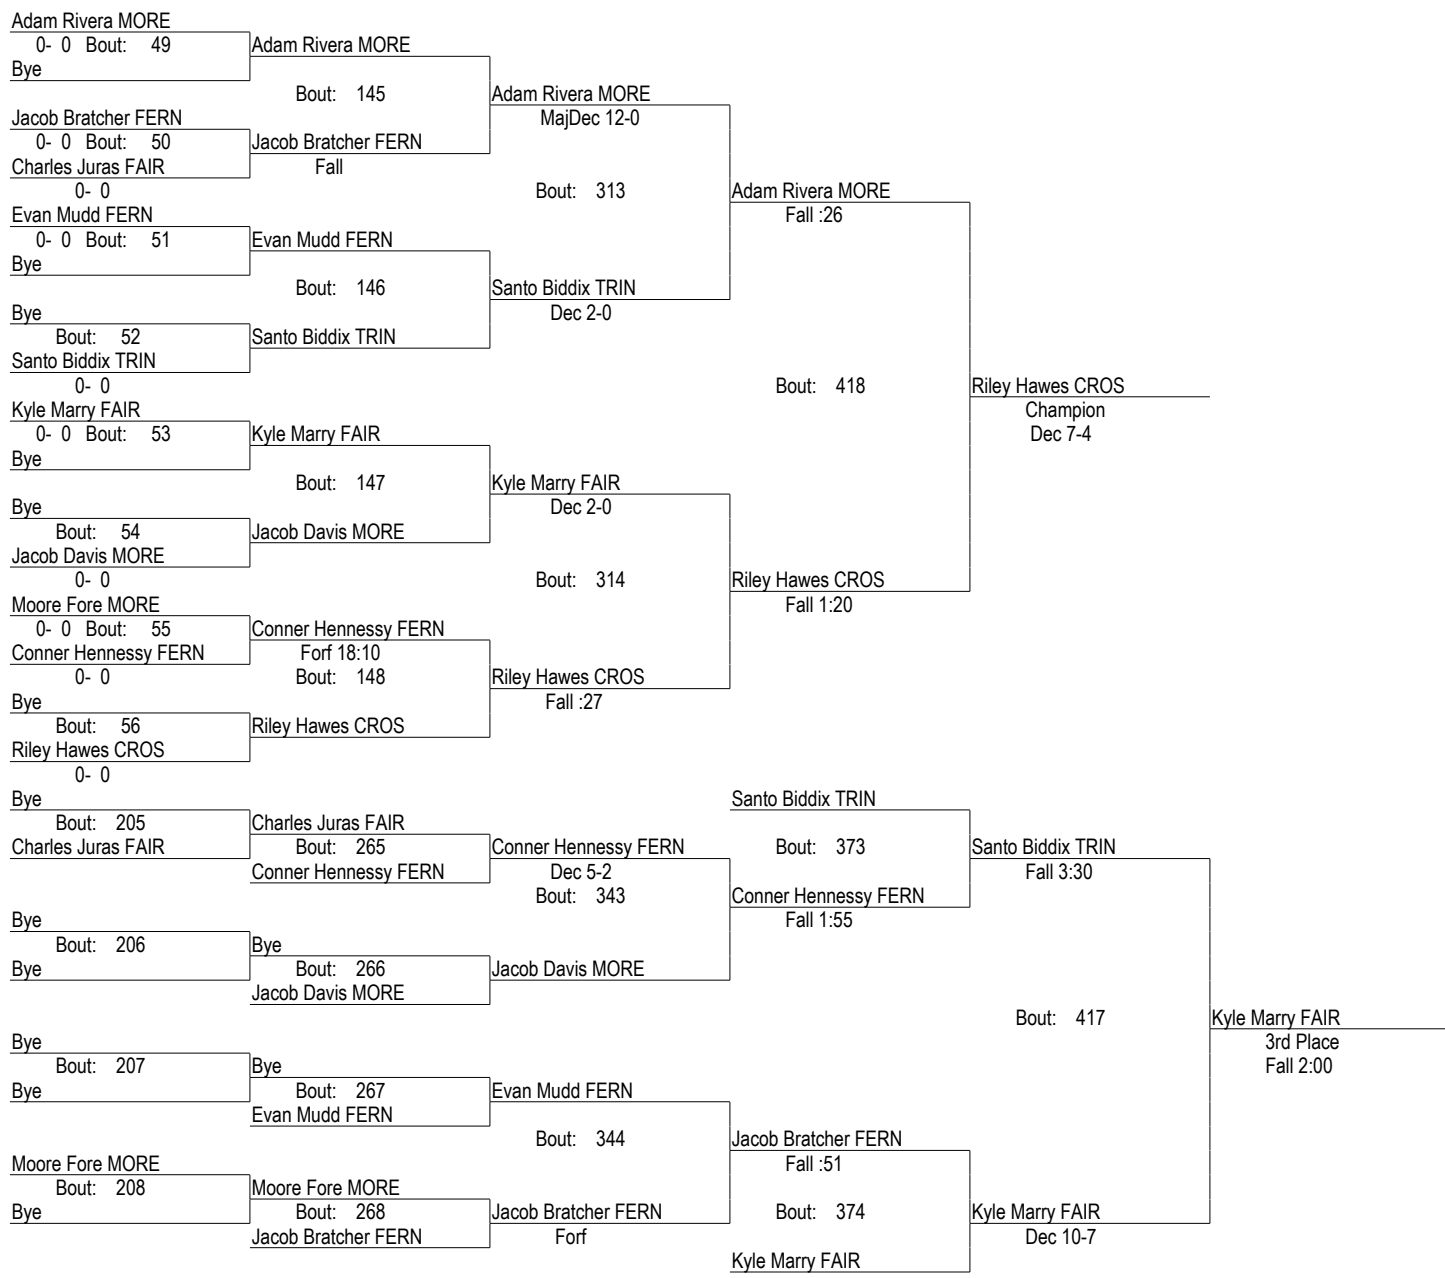 Adam Rivera MORE
0- 0 Bout: 49 Adam Rivera MORE
Bye
Bout: 145 Adam Rivera MORE
Jacob Bratcher FERN MajDec 12-0
0- 0 Bout: 50 Jacob Bratcher FERN
Charles Juras FAIR Fall
0- 0 Bout: 313 Adam Rivera MORE
Evan Mudd FERN Fall :26
0- 0 Bout: 51 Evan Mudd FERN
Bye
Bout: 146 Santo Biddix TRIN
Bye Dec 2-0
Bout: 52 Santo Biddix TRIN
Santo Biddix TRIN
0- 0 Bout: 418 Riley Hawes CROS
Kyle Marry FAIR Champion
0- 0 Bout: 53 Kyle Marry FAIR Dec 7-4
Bye
Bout: 147 Kyle Marry FAIR
Bye Dec 2-0
Bout: 54 Jacob Davis MORE
Jacob Davis MORE
0- 0 Bout: 314 Riley Hawes CROS
Moore Fore MORE Fall 1:20
0- 0 Bout: 55 Conner Hennessy FERN
Conner Hennessy FERN Forf 18:10
0- 0 Bout: 148 Riley Hawes CROS
Bye Fall :27
Bout: 56 Riley Hawes CROS
Riley Hawes CROS
0- 0
Bye Santo Biddix TRIN
Bout: 205 Charles Juras FAIR
Charles Juras FAIR Bout: 265 Conner Hennessy FERN Bout: 373 Santo Biddix TRIN
Conner Hennessy FERN Dec 5-2 Fall 3:30
Bout: 343 Conner Hennessy FERN
Bye Fall 1:55
Bout: 206 Bye
Bye Bout: 266 Jacob Davis MORE
Jacob Davis MORE
Bout: 417 Kyle Marry FAIR
Bye 3rd Place
Bout: 207 Bye Fall 2:00
Bye Bout: 267 Evan Mudd FERN
Evan Mudd FERN
Bout: 344 Jacob Bratcher FERN
Moore Fore MORE Fall :51
Bout: 208 Moore Fore MORE
Bye Bout: 268 Jacob Bratcher FERN Bout: 374 Kyle Marry FAIR
Jacob Bratcher FERN Forf Dec 10-7
Kyle Marry FAIR